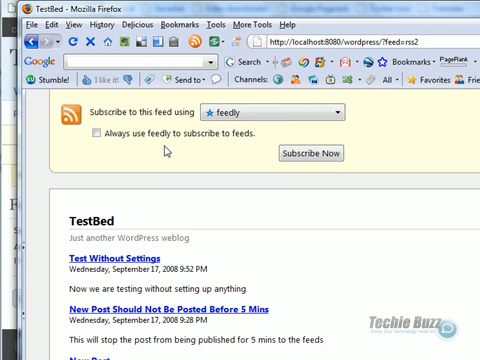 TestBed - Mozilla Firefox
File Edit View History Delicious Bookmarks Tools More Tools Help
http://localhost:8080/wordpress/?feed=rss2
Google Search PageRank Bookmarks
Stumble! I like it! Send to Channels: Favorites Friends
Subscribe to this feed using feedly
Always use feedly to subscribe to feeds.
Subscribe Now
TestBed
Just another WordPress weblog
Test Without Settings
Wednesday, September 17, 2008 9:52 PM
Now we are testing without setting up anything
New Post Should Not Be Posted Before 5 Mins
Wednesday, September 17, 2008 9:28 PM
This will stop the post from being published for 5 mins to the feeds
New Post
Techie Buzz